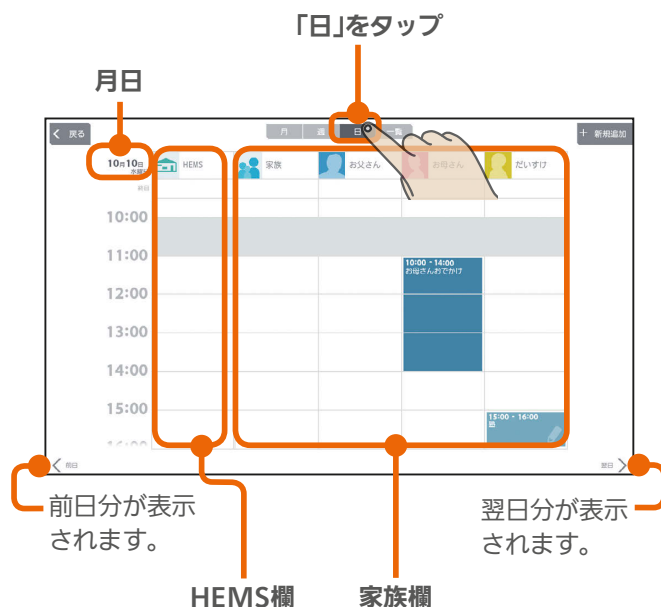 「日」をタップ
月日
戻る
月 週 日 一覧
＋ 新規追加
10月10日
水曜日
HEMS 家族 お父さん お母さん だいすけ
終日
10:00
11:00
10:00 - 14:00
お母さんおでかけ
12:00
13:00
14:00
15:00
15:00 - 16:00
16:00
前日
翌日
前日分が表示
されます。
翌日分が表示
されます。
HEMS欄
家族欄